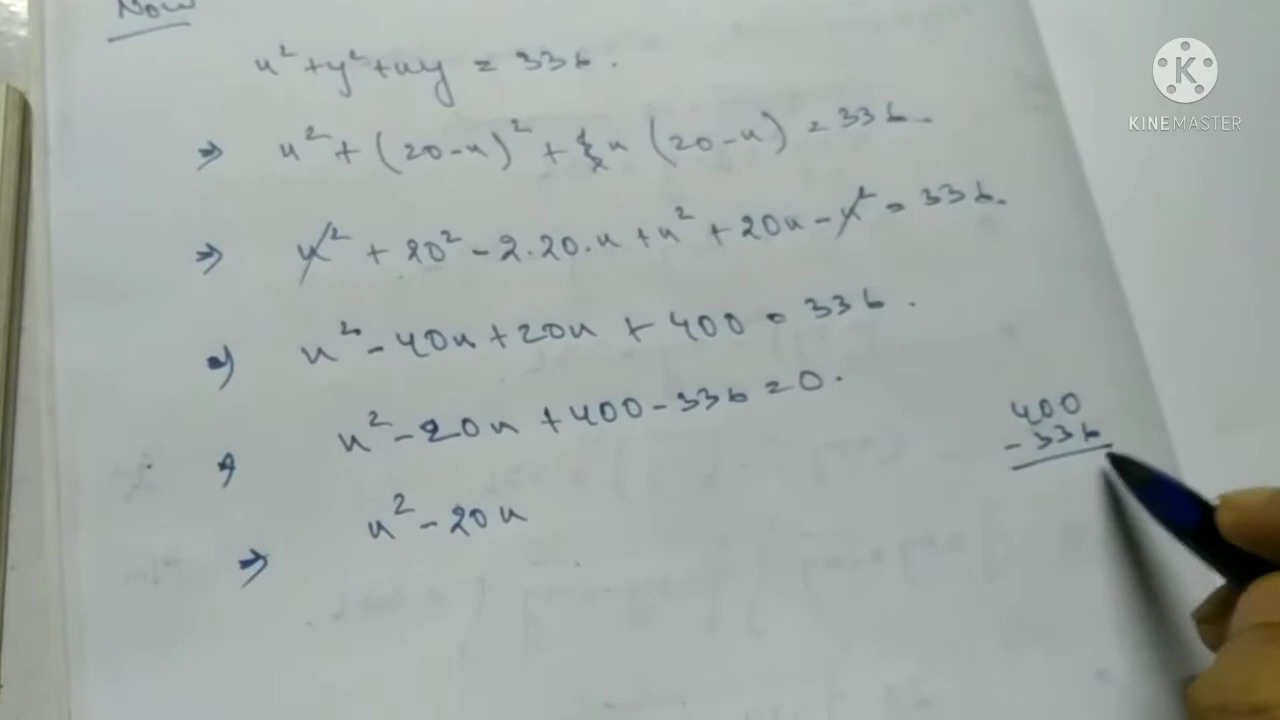 Now
x² + y² + xy = 336.
⇒ x² + (20-x)² + x (20-x) = 336.
⇒ x² + 20² - 2.20.x + x² + 20x - x² = 336.
⇒ x² - 40x + 20x + 400 = 336.
⇒ x² - 20x + 400 - 336 = 0.
⇒ x² - 20x
400
- 336
KINEMASTER